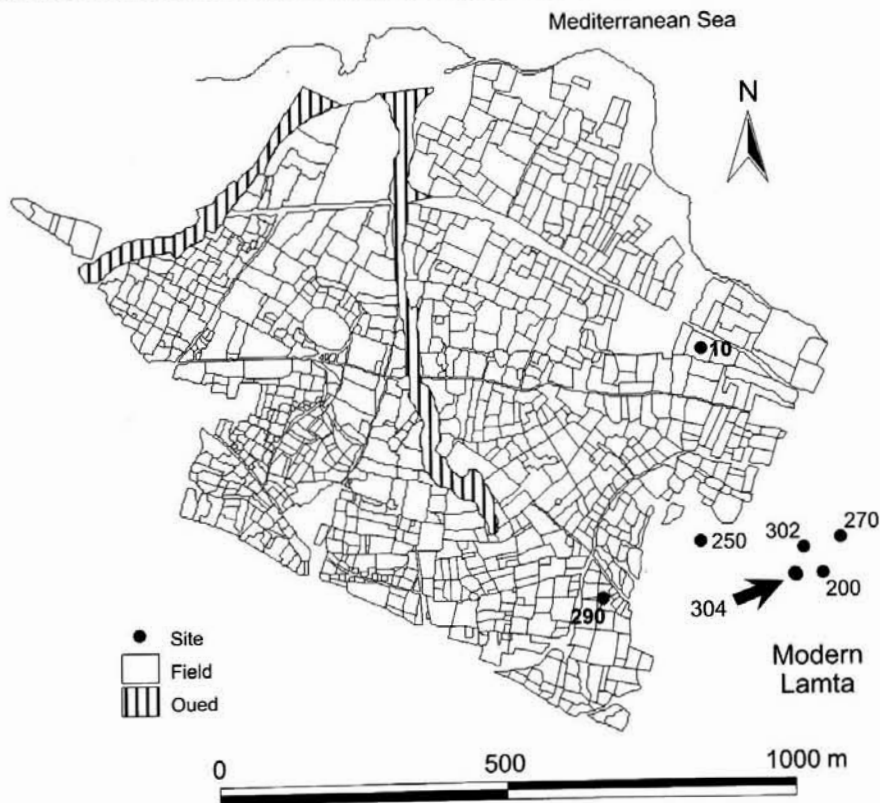 Mediterranean Sea
N
10
250
302
270
304
200
290
Site
Field
Oued
Modern
Lamta
0 500 1000 m